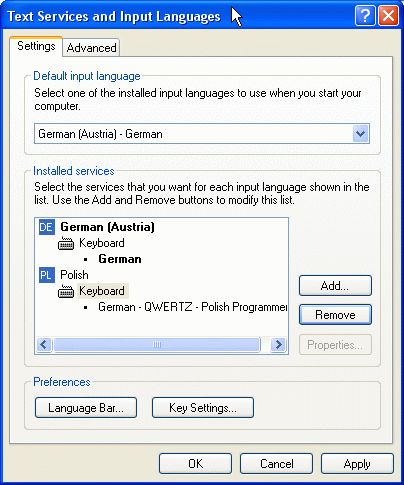 Text Services and Input Languages
Settings Advanced
Default input language
Select one of the installed input languages to use when you start your
computer.
German (Austria) - German
Installed services
Select the services that you want for each input language shown in the
list. Use the Add and Remove buttons to modify this list.
DE German (Austria)
Keyboard
• German
PL Polish
Keyboard
• German - QWERTZ - Polish Programmer
Add...
Remove
Properties...
Preferences
Language Bar... Key Settings...
OK Cancel Apply